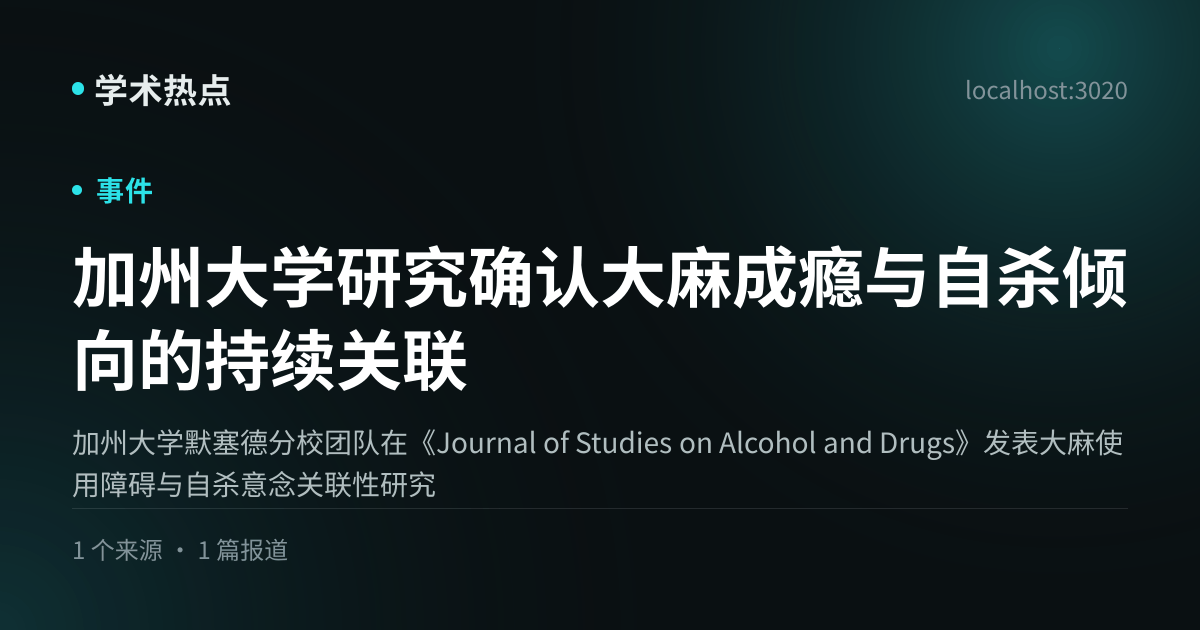 学术热点
localhost:3020
事件
加州大学研究确认大麻成瘾与自杀倾
向的持续关联
加州大学默塞德分校团队在《Journal of Studies on Alcohol and Drugs》发表大麻使
用障碍与自杀意念关联性研究
1 个来源 · 1 篇报道